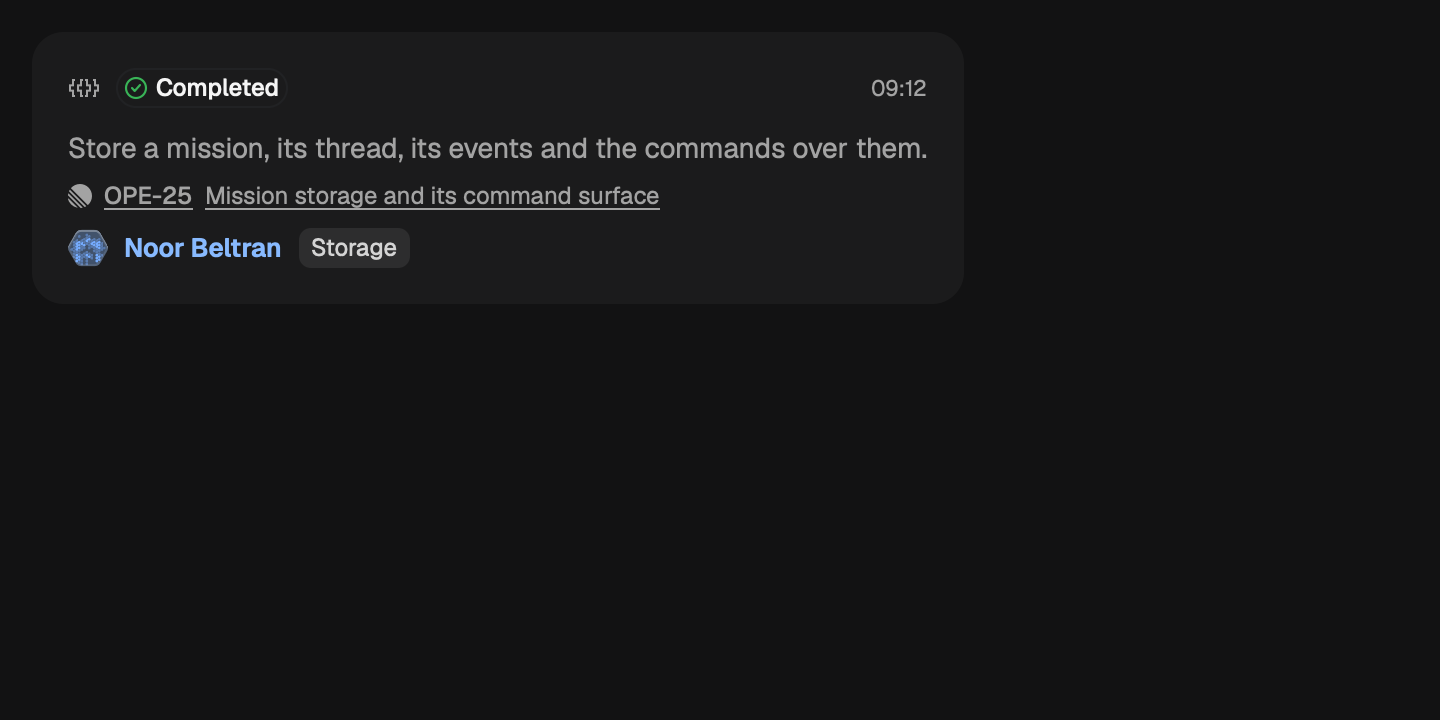 Completed
09:12
Store a mission, its thread, its events and the commands over them.
OPE-25 Mission storage and its command surface
Noor Beltran Storage